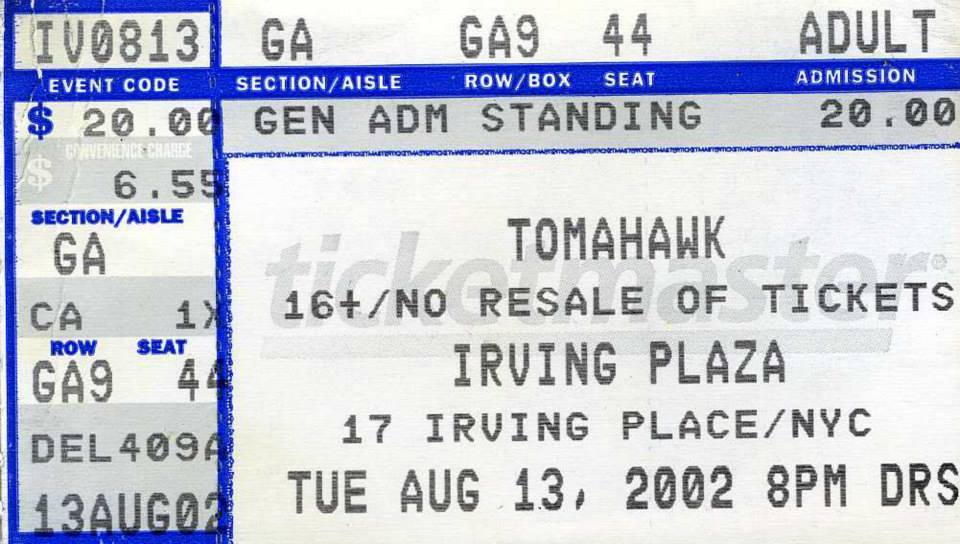 IV0813 GA GA9 44 ADULT
EVENT CODE SECTION/AISLE ROW/BOX SEAT ADMISSION
$ 20.00 GEN ADM STANDING 20.00
CONVENIENCE CHARGE
$ 6.55
SECTION/AISLE
GA
CA 1X
ROW SEAT
GA9 44
DEL409A
13AUG02
ticketmaster®
TOMAHAWK
16+/NO RESALE OF TICKETS
IRVING PLAZA
17 IRVING PLACE/NYC
TUE AUG 13, 2002 8PM DRS